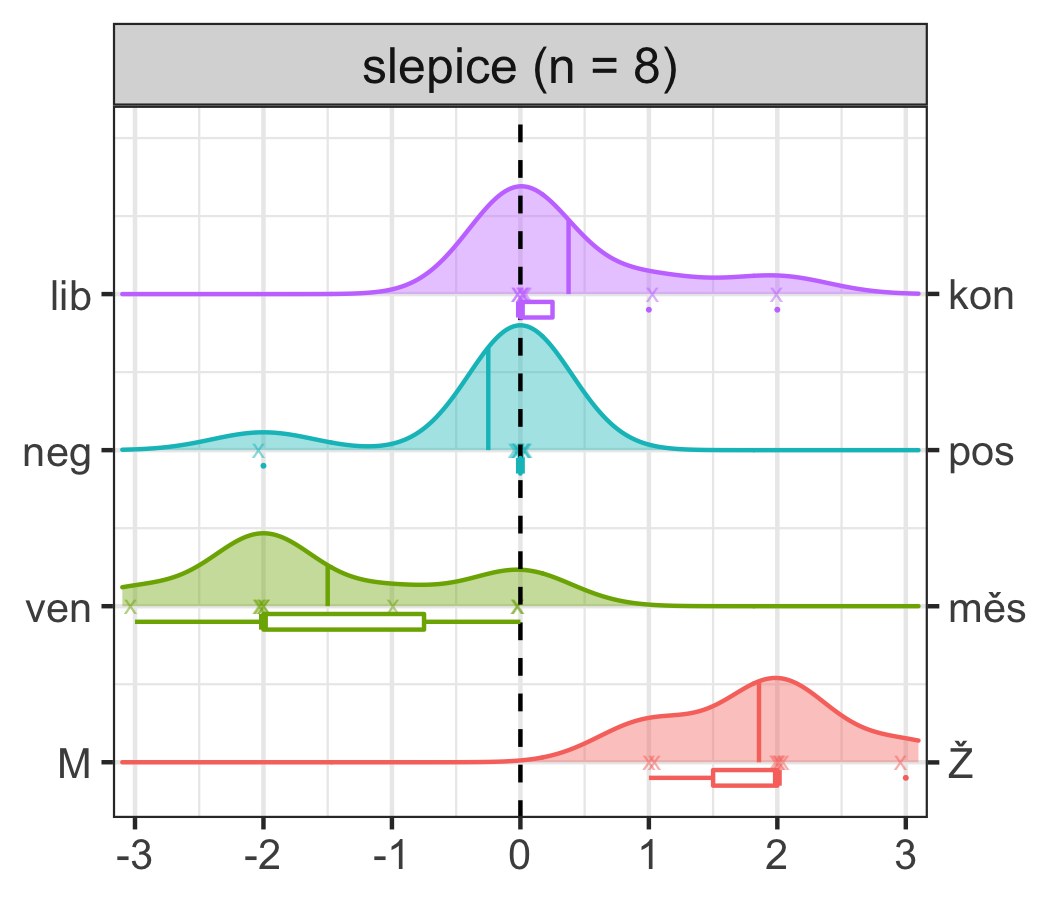 slepice (n = 8)
lib kon
neg pos
ven měs
M Ž
-3 -2 -1 0 1 2 3